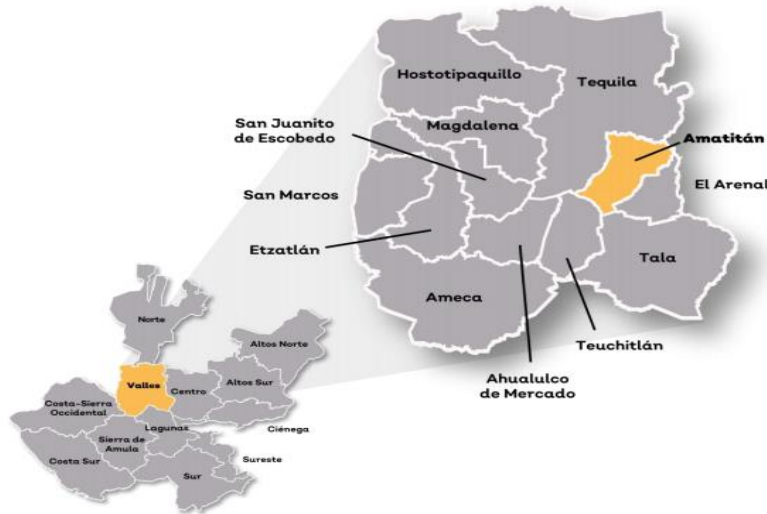 Hostotipaquillo
Tequila
San Juanito
de Escobedo
Magdalena
Amatitán
San Marcos
El Arenal
Etzatlán
Tala
Ameca
Teuchitlán
Ahualulco
de Mercado
Norte
Altos Norte
Valles
Centro
Altos Sur
Costa-Sierra
Occidental
Lagunas
Ciénega
Sierra de
Amula
Sureste
Costa Sur
Sur